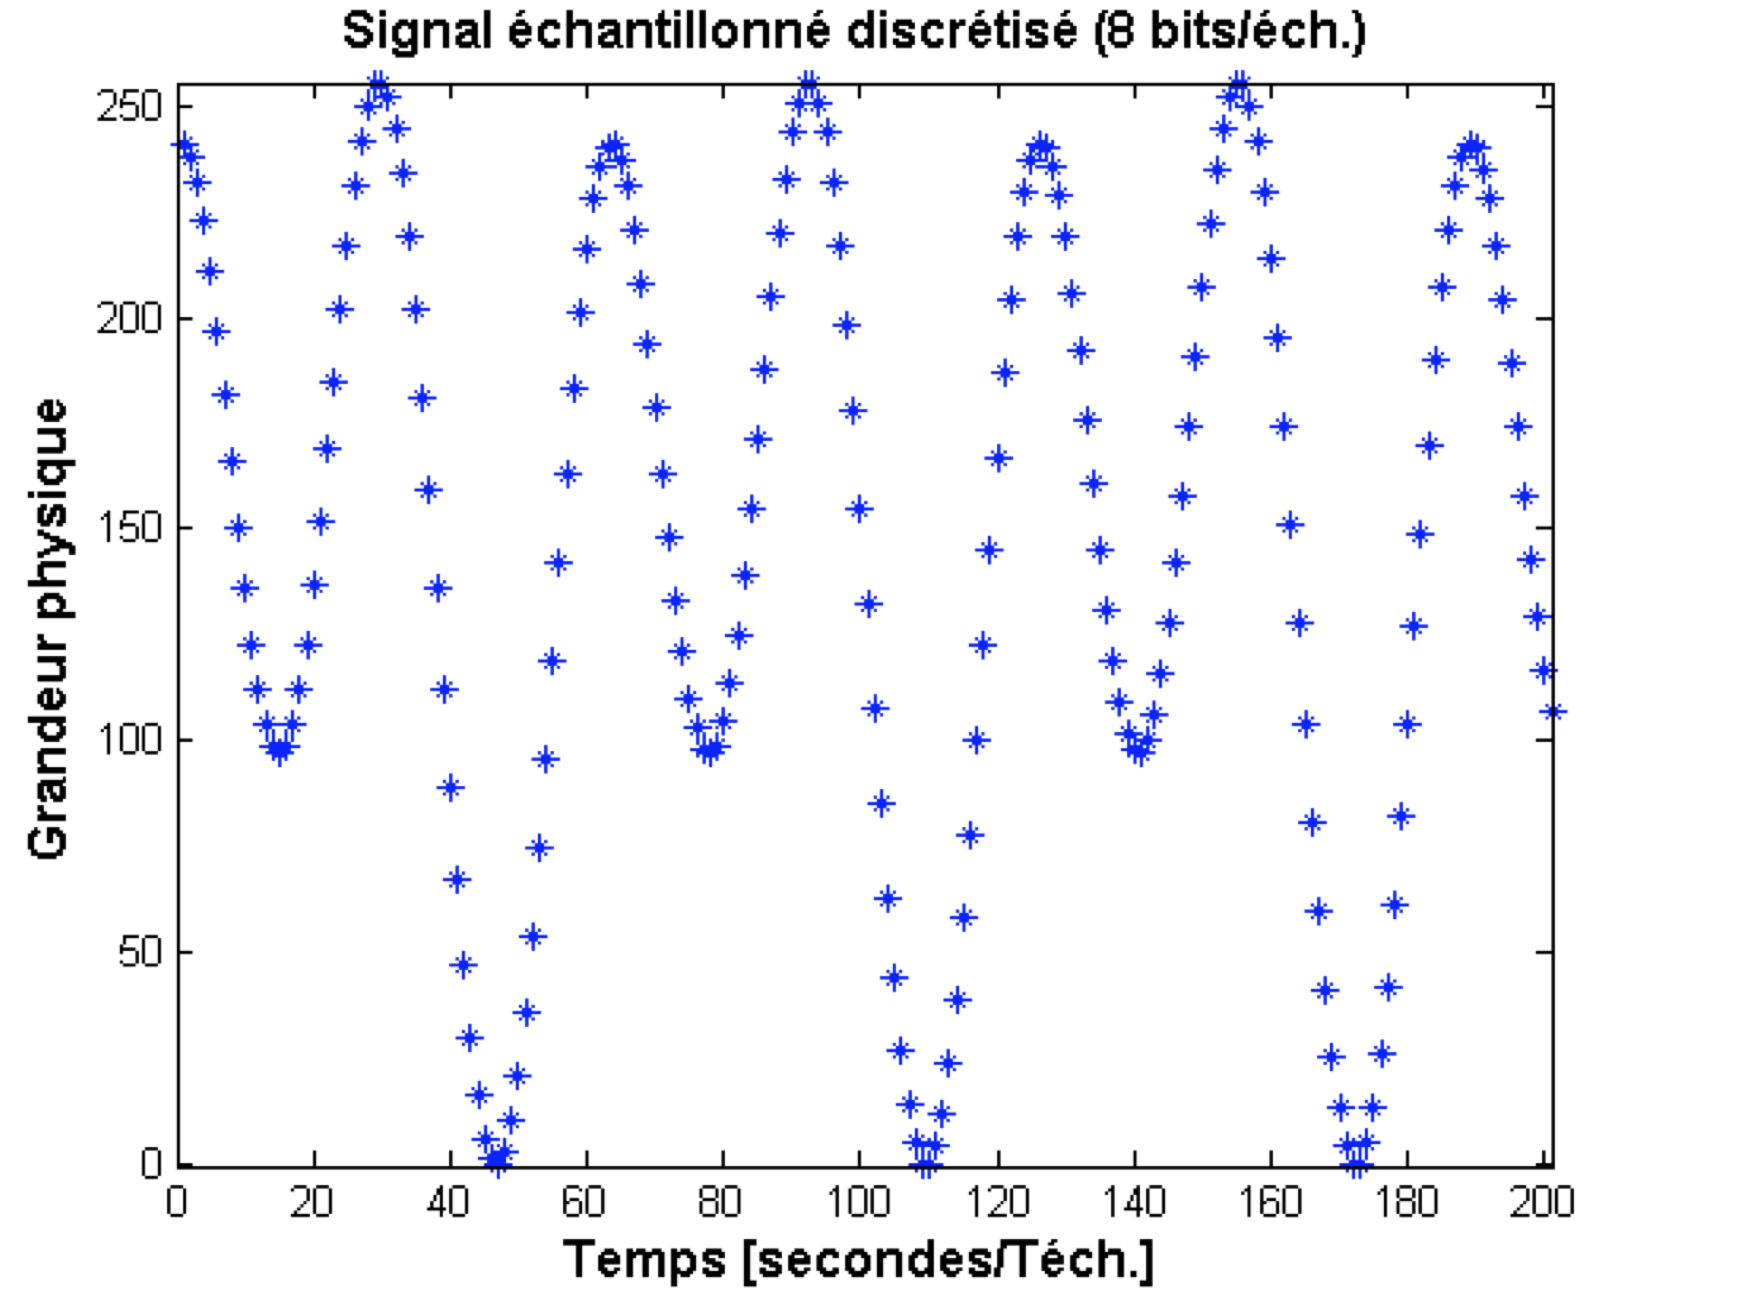 Signal échantillonné discrétisé (8 bits/éch.)
250
200
150
100
50
0
Grandeur physique
0 20 40 60 80 100 120 140 160 180 200
Temps [secondes/Téch.]